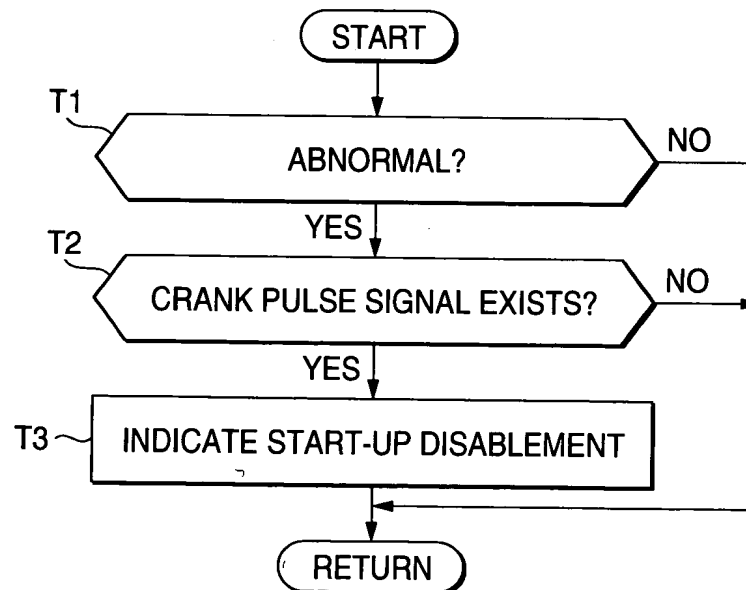 START
T1
ABNORMAL?
NO
YES
T2
CRANK PULSE SIGNAL EXISTS?
NO
YES
T3
INDICATE START-UP DISABLEMENT
RETURN